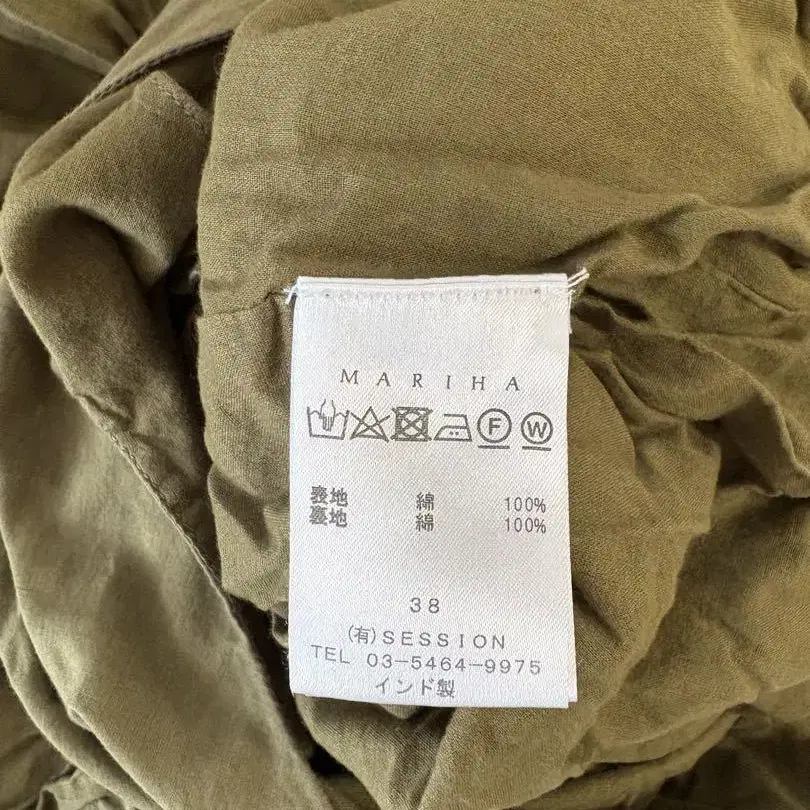 MARIHA
F W
表地 綿 100%
裏地 綿 100%
38
(有)SESSION
TEL 03-5464-9975
インド製